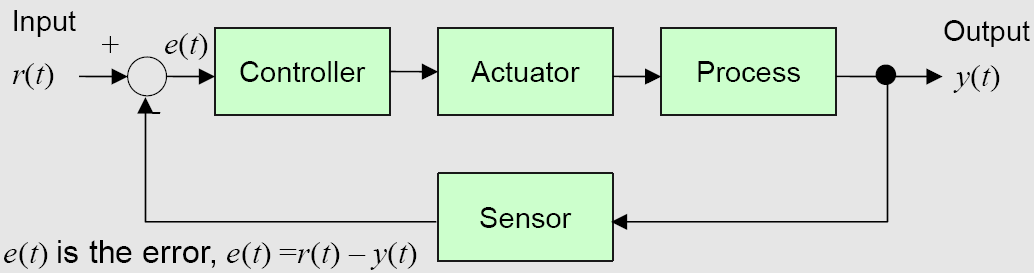 Input
Output
+
e(t)
r(t)
Controller
Actuator
Process
y(t)
-
Sensor
e(t) is the error, e(t) =r(t) – y(t)